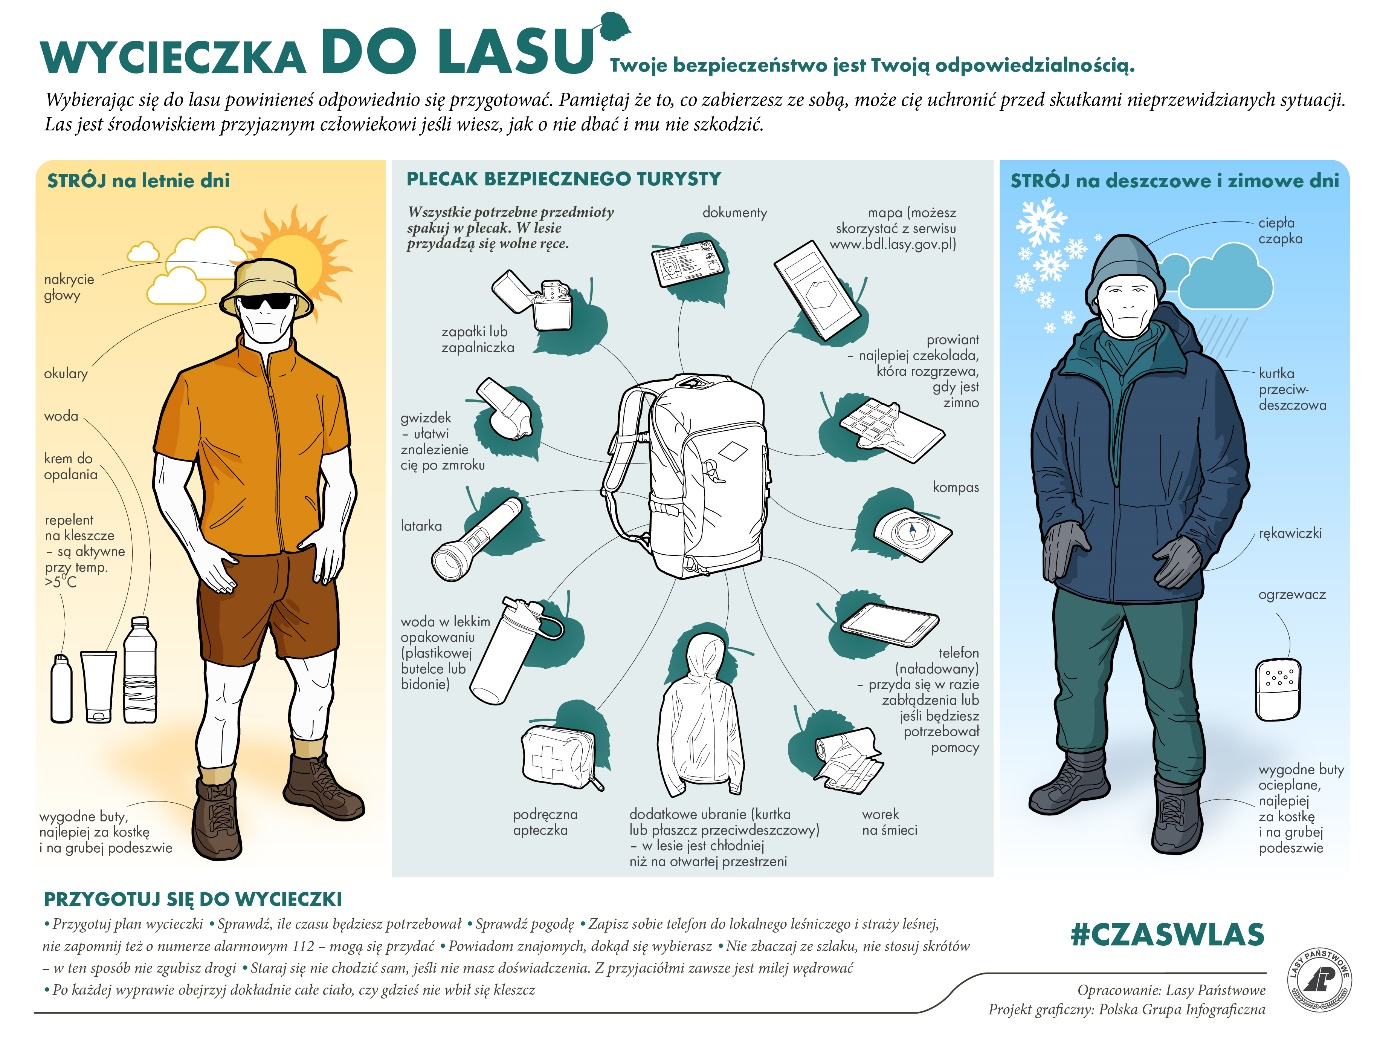 WYCIECZKA DO LASU
Twoje bezpieczeństwo jest Twoją odpowiedzialnością.
Wybierając się do lasu powinieneś odpowiednio się przygotować. Pamiętaj że to, co zabierzesz ze sobą, może cię uchronić przed skutkami nieprzewidzianych sytuacji.
Las jest środowiskiem przyjaznym człowiekowi jeśli wiesz, jak o nie dbać i mu nie szkodzić.
STRÓJ na letnie dni
nakrycie
głowy
okulary
woda
krem do
opalania
repelent
na kleszcze
– są aktywne
przy temp.
>5°C
wygodne buty,
najlepiej za kostkę
i na grubej podeszwie
PLECAK BEZPIECZNEGO TURYSTY
Wszystkie potrzebne przedmioty
spakuj w plecak. W lesie
przydadzą się wolne ręce.
dokumenty
mapa (możesz
skorzystać z serwisu
www.bdl.lasy.gov.pl)
zapałki lub
zapalniczka
prowiant
– najlepiej czekolada,
która rozgrzewa,
gdy jest
zimno
gwizdek
– ułatwi
znalezienie
cię po zmroku
kompas
latarka
woda w lekkim
opakowaniu
(plastikowej
butelce lub
bidonie)
telefon
(naładowany)
– przyda się w razie
zabłądzenia lub
jeśli będziesz
potrzebował
pomocy
podręczna
apteczka
dodatkowe ubranie (kurtka
lub płaszcz przeciwdeszczowy)
– w lesie jest chłodniej
niż na otwartej przestrzeni
worek
na śmieci
STRÓJ na deszczowe i zimowe dni
ciepła
czapka
kurtka
przeciw-
deszczowa
rękawiczki
ogrzewacz
wygodne buty
ocieplane,
najlepiej
za kostkę
i na grubej
podeszwie
PRZYGOTUJ SIĘ DO WYCIECZKI
• Przygotuj plan wycieczki • Sprawdź, ile czasu będziesz potrzebował • Sprawdź pogodę • Zapisz sobie telefon do lokalnego leśniczego i straży leśnej,
nie zapomnij też o numerze alarmowym 112 – mogą się przydać • Powiadom znajomych, dokąd się wybierasz • Nie zbaczaj ze szlaku, nie stosuj skrótów
– w ten sposób nie zgubisz drogi • Staraj się nie chodzić sam, jeśli nie masz doświadczenia. Z przyjaciółmi zawsze jest milej wędrować
• Po każdej wyprawie obejrzyj dokładnie całe ciało, czy gdzieś nie wbił się kleszcz
#CZASWLAS
Opracowanie: Lasy Państwowe
Projekt graficzny: Polska Grupa Infograficzna
LASY PAŃSTWOWE